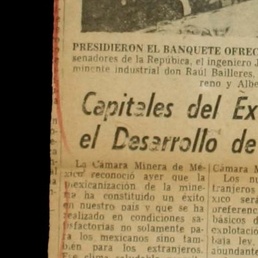 PRESIDIERON EL BANQUETE OFREC
senadores de la República, el ingeniero J
minente industrial don Raúl Bailleres,
reno y Albe
Capitales del Ex
el Desarrollo de
La Cámara Minera de Mé-
xico reconoció ayer que la
mexicanización de la mine-
ría ha constituido un éxito
en nuestro país y que se ha
realizado en condiciones sa-
tisfactorias no solamente pa-
ra los mexicanos sino tam-
bién para los extranjeros.
(Cámara M
Los no
tranjeros
xico será
preferenc
básicos d
explotació
baja ley.
abundante